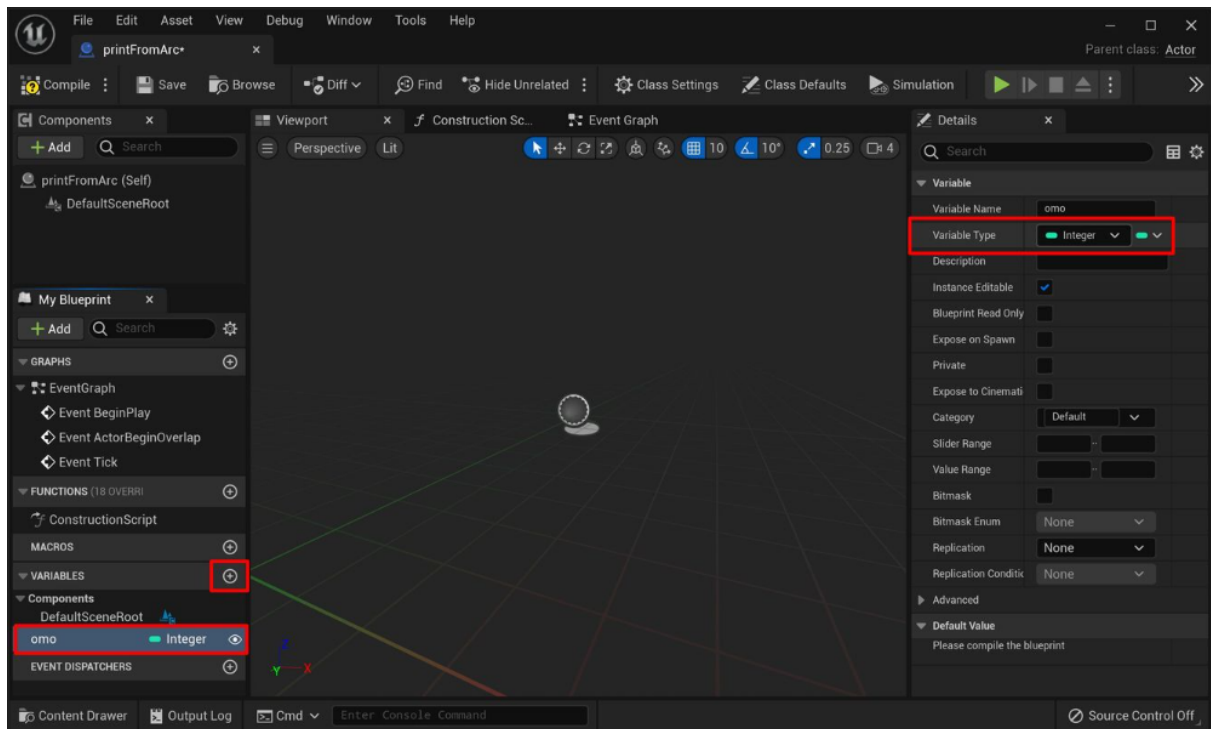 File Edit Asset View Debug Window Tools Help
printFromArc•
Parent class: Actor
Compile Save Browse Diff Find Hide Unrelated Class Settings Class Defaults Simulation
Components
Viewport Construction Sc... Event Graph
Details
Add Search
Perspective Lit 10 10° 0.25 4
Search
printFromArc (Self)
DefaultSceneRoot
My Blueprint
Add Search
GRAPHS
EventGraph
Event BeginPlay
Event ActorBeginOverlap
Event Tick
FUNCTIONS (18 OVERRI
ConstructionScript
MACROS
VARIABLES
Components
DefaultSceneRoot
omo Integer
EVENT DISPATCHERS
Z
Y X
Variable
Variable Name omo
Variable Type Integer
Description
Instance Editable
Blueprint Read Only
Expose on Spawn
Private
Expose to Cinemati
Category Default
Slider Range
Value Range
Bitmask
Bitmask Enum None
Replication None
Replication Conditic None
Advanced
Default Value
Please compile the blueprint
Content Drawer Output Log Cmd Enter Console Command Source Control Off